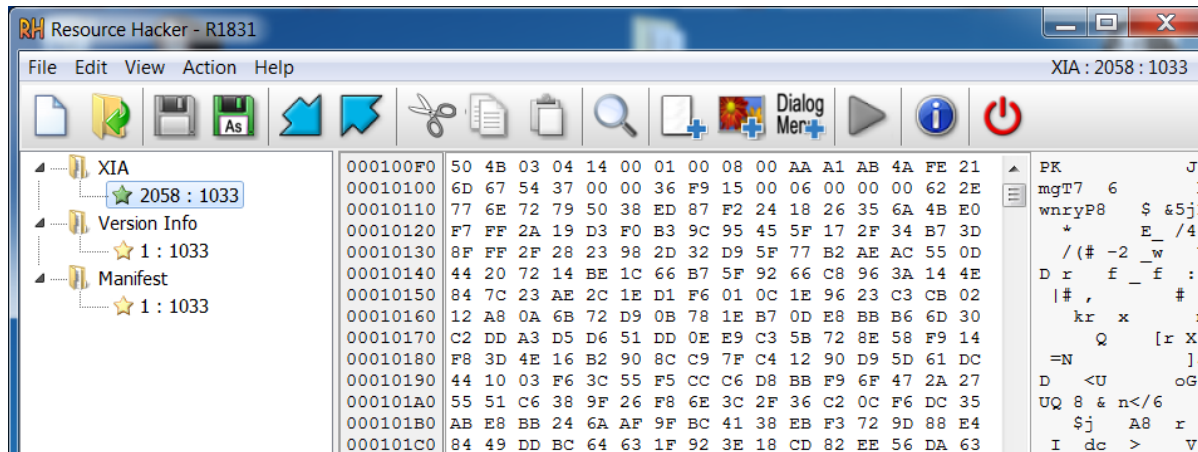 RH Resource Hacker - R1831
File Edit View Action Help XIA : 2058 : 1033
As Dialog
Menu
XIA
2058 : 1033
Version Info
1 : 1033
Manifest
1 : 1033
000100F0 50 4B 03 04 14 00 01 00 08 00 AA A1 AB 4A FE 21 PK J
00010100 6D 67 54 37 00 00 36 F9 15 00 06 00 00 00 62 2E mgT7 6
00010110 77 6E 72 79 50 38 ED 87 F2 24 18 26 35 6A 4B E0 wnryP8 $ &5j
00010120 F7 FF 2A 19 D3 F0 B3 9C 95 45 5F 17 2F 34 B7 3D * E_ /4
00010130 8F FF 2F 28 23 98 2D 32 D9 5F 77 B2 AE AC 55 0D /(# -2 _w
00010140 44 20 72 14 BE 1C 66 B7 5F 92 66 C8 96 3A 14 4E D r f _ f :
00010150 84 7C 23 AE 2C 1E D1 F6 01 0C 1E 96 23 C3 CB 02 |# , #
00010160 12 A8 0A 6B 72 D9 0B 78 1E B7 0D E8 BB B6 6D 30 kr x
00010170 C2 DD A3 D5 D6 51 DD 0E E9 C3 5B 72 8E 58 F9 14 Q [r X
00010180 F8 3D 4E 16 B2 90 8C C9 7F C4 12 90 D9 5D 61 DC =N ]
00010190 44 10 03 F6 3C 55 F5 CC C6 D8 BB F9 6F 47 2A 27 D <U oG
000101A0 55 51 C6 38 9F 26 F8 6E 3C 2F 36 C2 0C F6 DC 35 UQ 8 & n</6
000101B0 AB E8 BB 24 6A AF 9F BC 41 38 EB F3 72 9D 88 E4 $j A8 r
000101C0 84 49 DD BC 64 63 1F 92 3E 18 CD 82 EE 56 DA 63 I dc > V